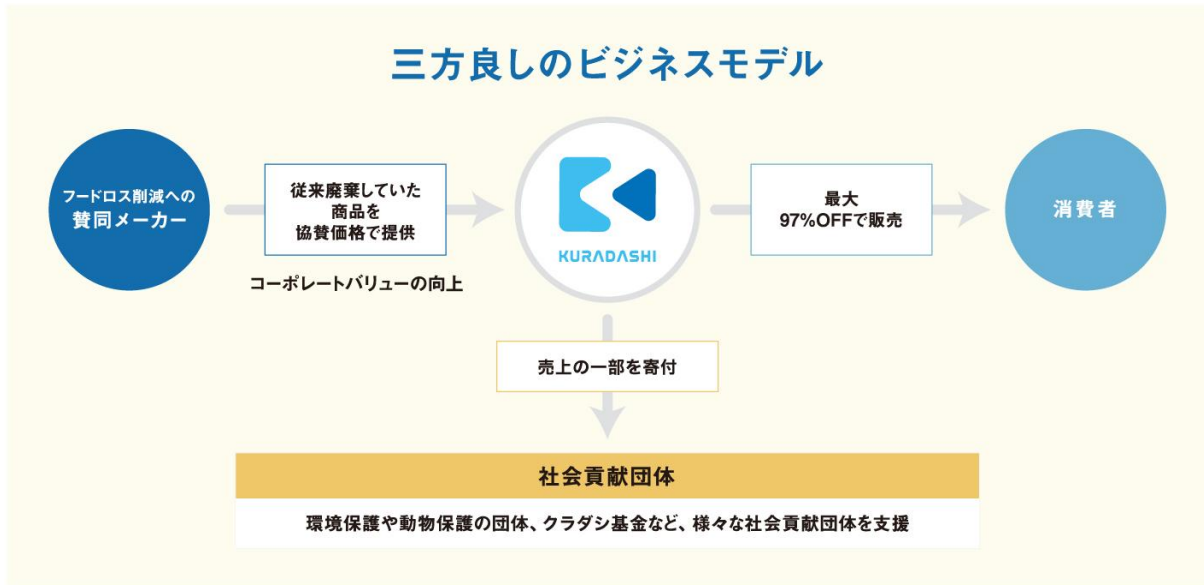 三方良しのビジネスモデル
フードロス削減への
賛同メーカー
従来廃棄していた
商品を
協賛価格で提供
コーポレートバリューの向上
KURADASHI
最大
97%OFFで販売
消費者
売上の一部を寄付
社会貢献団体
環境保護や動物保護の団体、クラダシ基金など、様々な社会貢献団体を支援